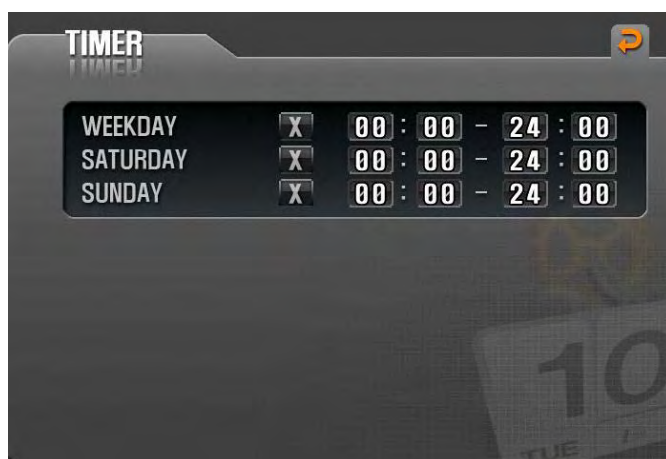 TIMER
WEEKDAY X 00 : 00 - 24 : 00
SATURDAY X 00 : 00 - 24 : 00
SUNDAY X 00 : 00 - 24 : 00
10
TUE